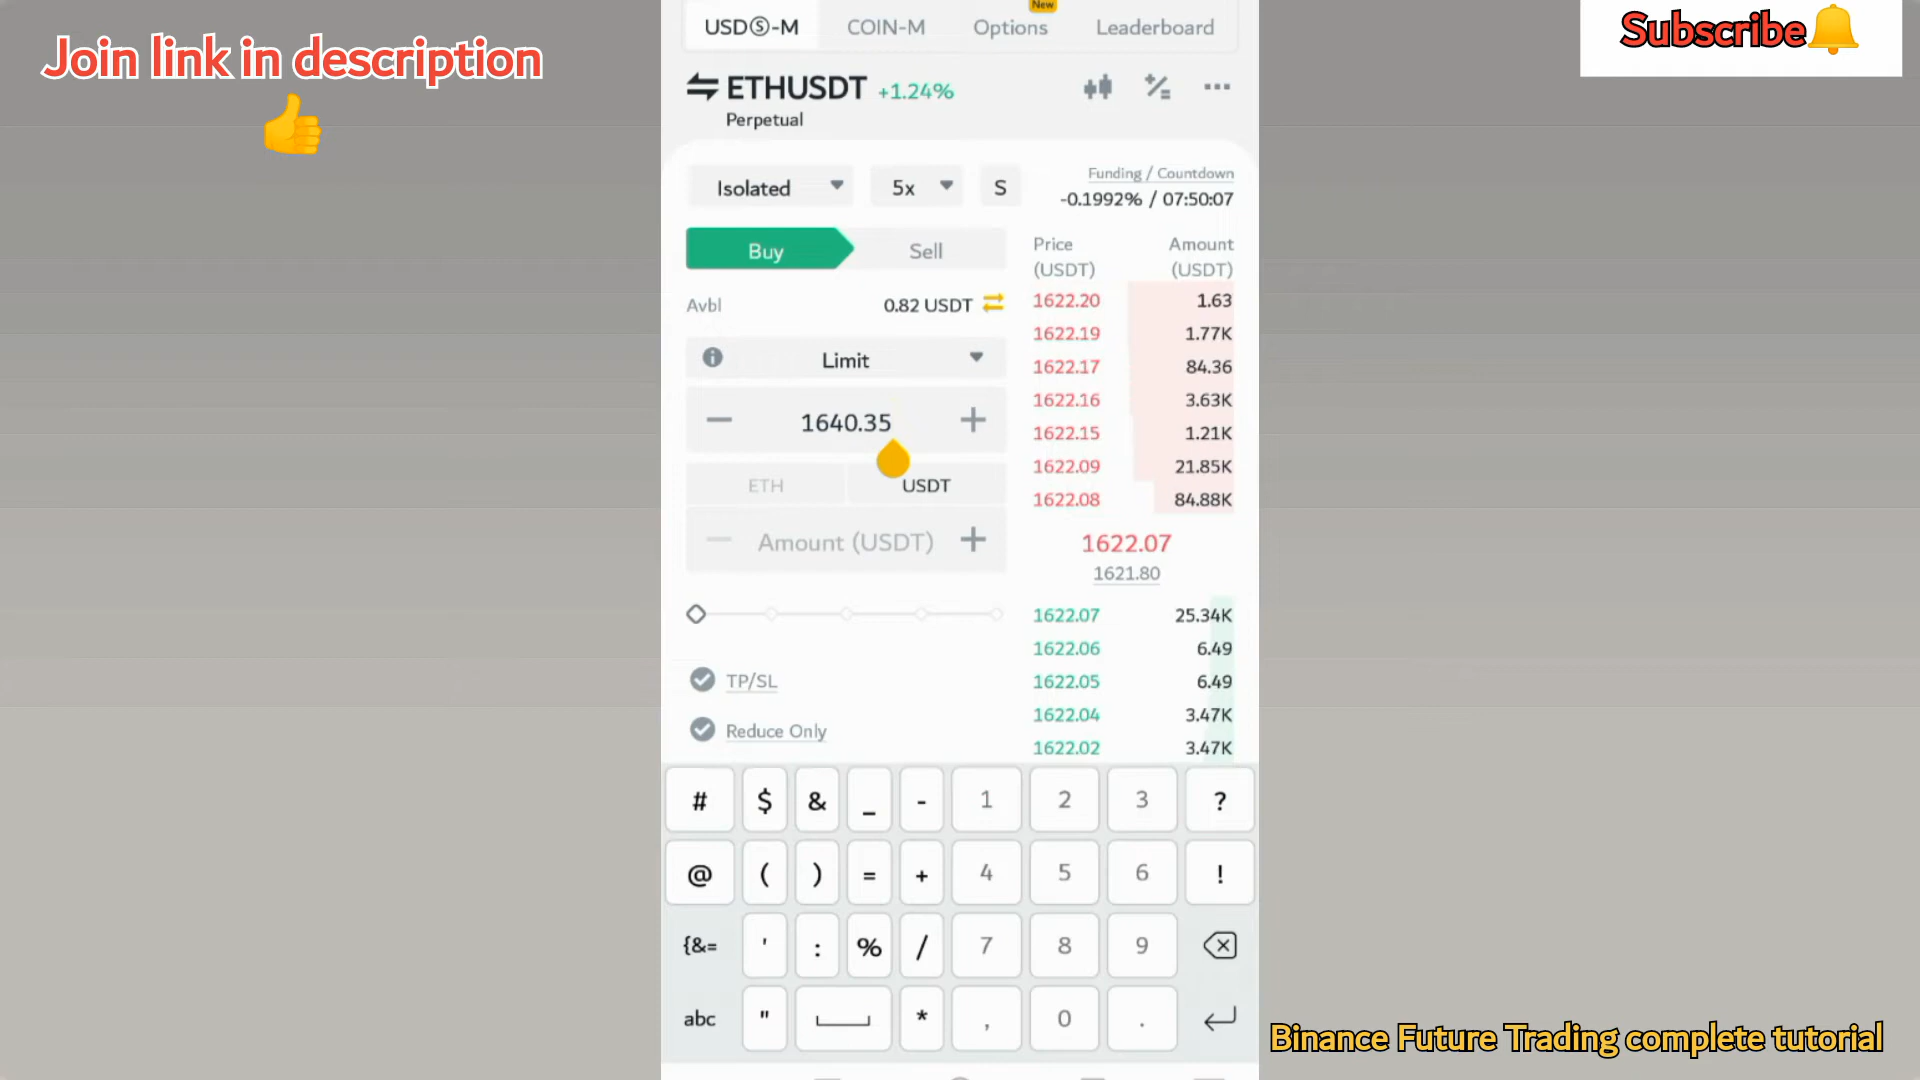 Join link in description
Subscribe
USDⓈ-M COIN-M Options New Leaderboard
ETHUSDT +1.24%
Perpetual
Isolated 5x S
Funding / Countdown
-0.1992% / 07:50:07
Buy Sell
Price Amount
(USDT) (USDT)
Avbl 0.82 USDT
1622.20 1.63
1622.19 1.77K
Limit
1622.17 84.36
1622.16 3.63K
1640.35
1622.15 1.21K
1622.09 21.85K
ETH USDT
1622.08 84.88K
Amount (USDT)
1622.07
1621.80
1622.07 25.34K
1622.06 6.49
TP/SL
1622.05 6.49
1622.04 3.47K
Reduce Only
1622.02 3.47K
# $ & _ - 1 2 3 ?
@ ( ) = + 4 5 6 !
{&= ' : % / 7 8 9
abc " * , 0 .
Binance Future Trading complete tutorial